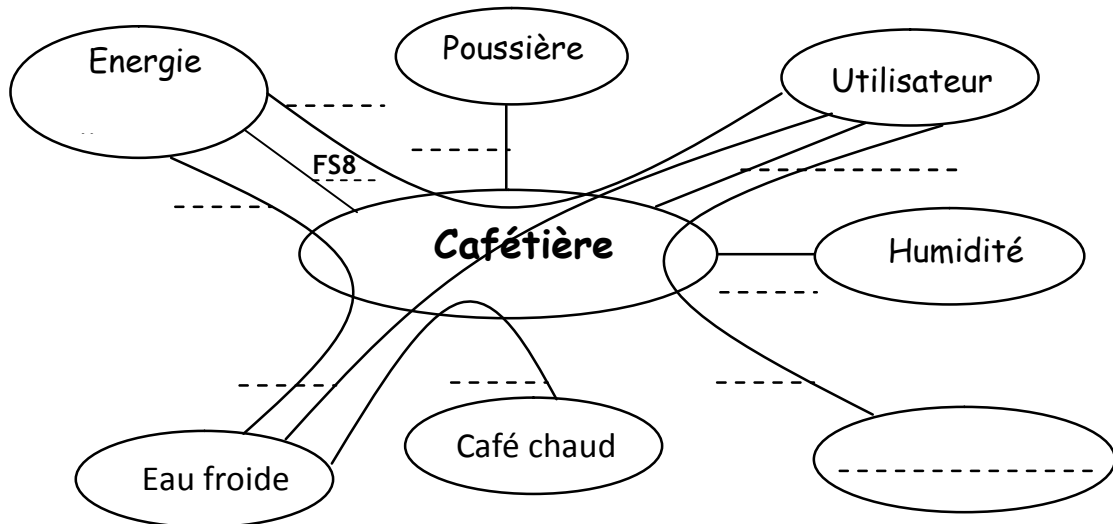 Energie
Poussière
Utilisateur
FS8
Cafétière
Humidité
Café chaud
Eau froide